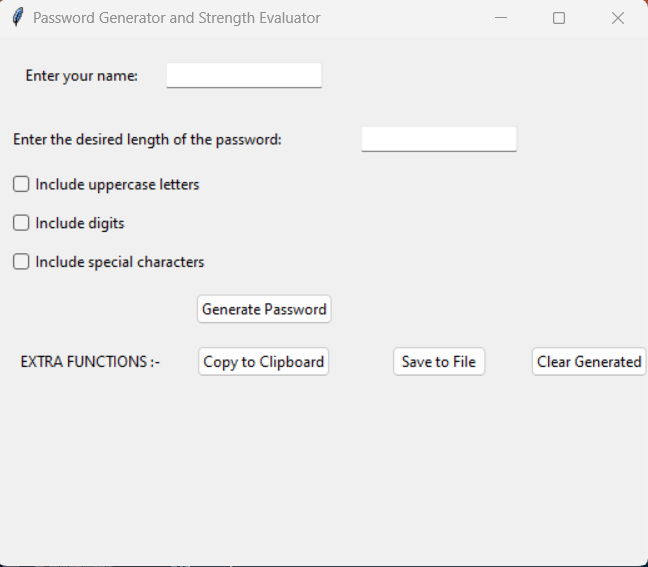 Password Generator and Strength Evaluator
Enter your name:
Enter the desired length of the password:
Include uppercase letters
Include digits
Include special characters
Generate Password
EXTRA FUNCTIONS :- Copy to Clipboard Save to File Clear Generated